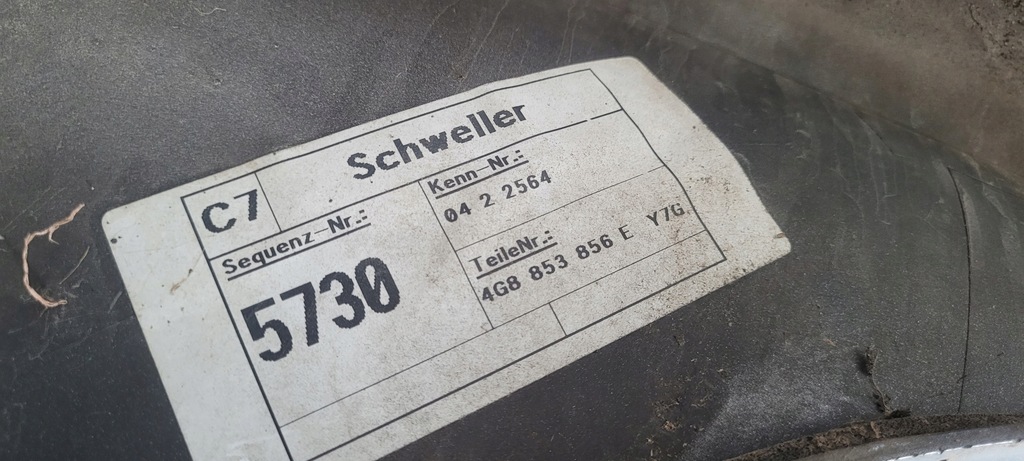 C7
Schweller
Sequenz-Nr.:
5730
Kenn-Nr.:
04 2 2564
TeileNr.:
4G8 853 856 E Y7G